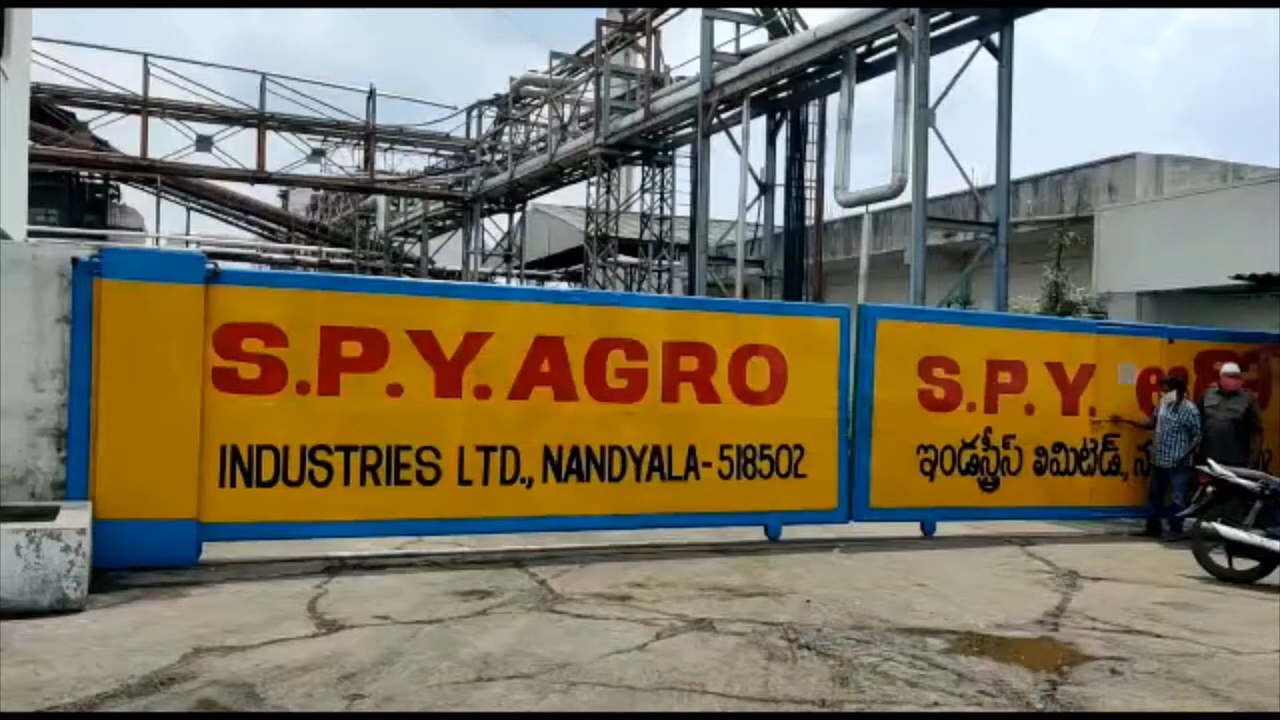 S.P.Y. AGRO
INDUSTRIES LTD., NANDYALA-518502
S.P.Y.
ఇండస్ట్రీస్ లిమిటెడ్,